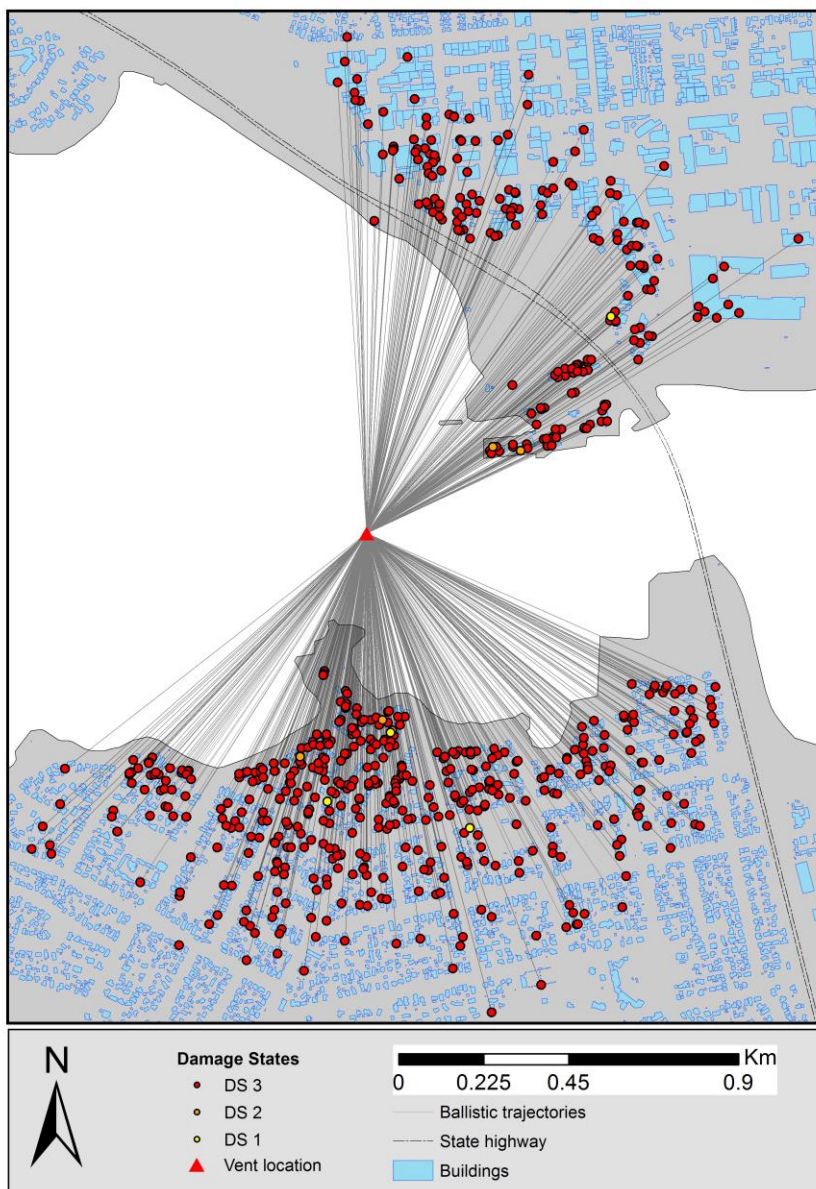 N
Damage States
DS 3
DS 2
DS 1
Vent location
Km
0 0.225 0.45 0.9
Ballistic trajectories
State highway
Buildings